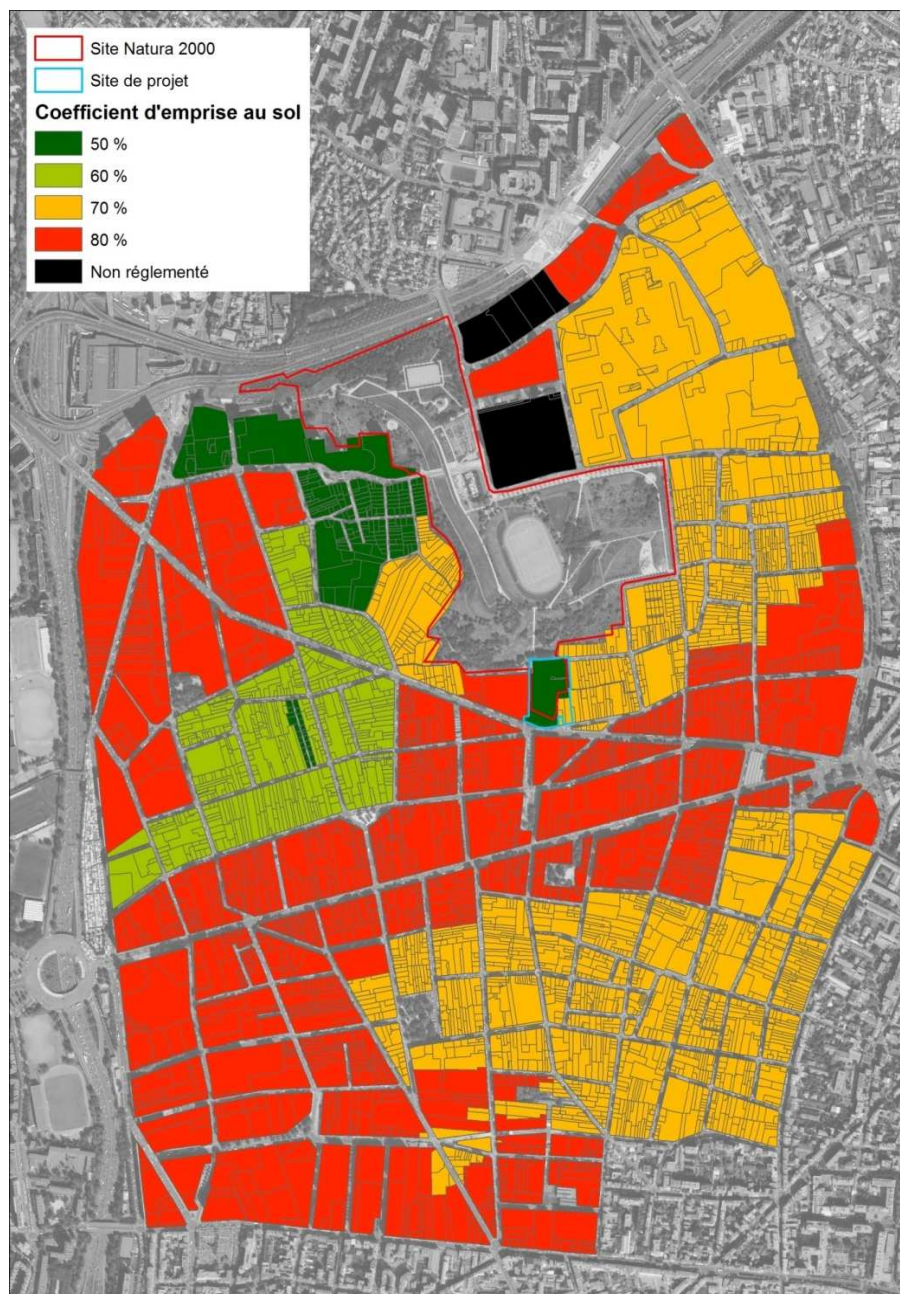 Site Natura 2000
Site de projet
Coefficient d'emprise au sol
50 %
60 %
70 %
80 %
Non réglementé